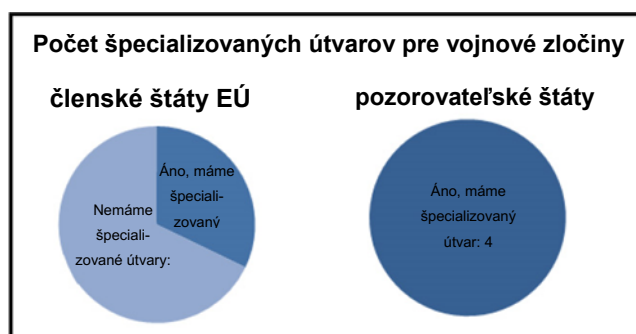 Počet špecializovaných útvarov pre vojnové zločiny
členské štáty EÚ
pozorovateľské štáty
Áno, máme
špeciali-
zovaný
Nemáme
špeciali-
zované útvary:
Áno, máme
špecializovaný
útvar: 4